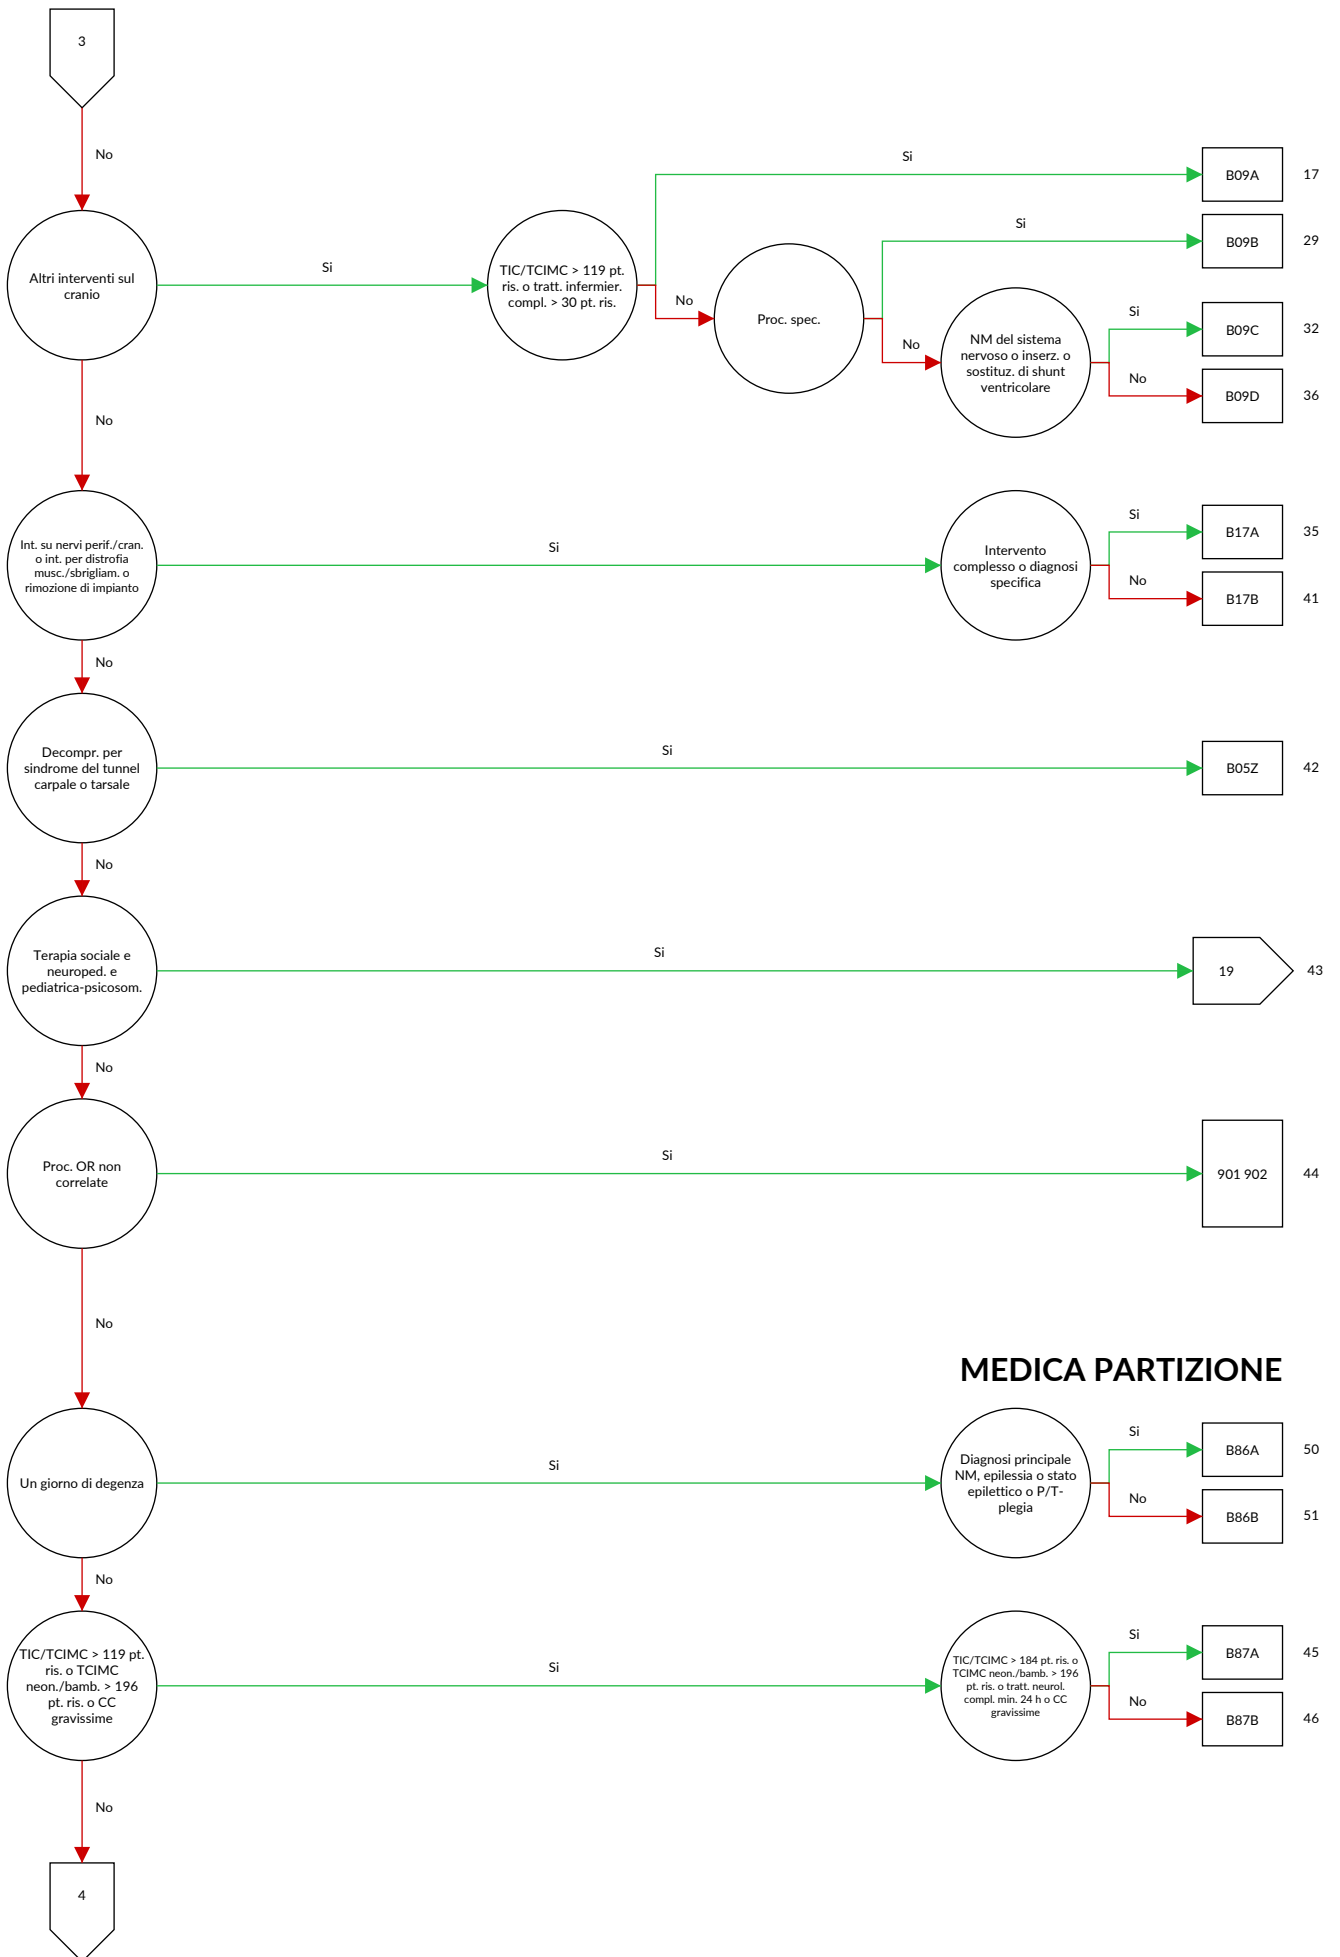 3
No
Si
B09A
17
Si
B09B
29
Altri interventi sul
cranio
Si
TIC/TCIMC > 119 pt.
ris. o tratt. infermier.
compl. > 30 pt. ris.
No
Proc. spec.
No
NM del sistema
nervoso o inserz. o
sostituz. di shunt
ventricolare
Si
B09C
32
No
B09D
36
No
Int. su nervi perif./cran.
o int. per distrofia
musc./sbrigliam. o
rimozione di impianto
Si
Intervento
complesso o diagnosi
specifica
Si
B17A
35
No
B17B
41
No
Decompr. per
sindrome del tunnel
carpale o tarsale
Si
B05Z
42
No
Terapia sociale e
neuroped. e
pediatrica-psicosom.
Si
19
43
No
Proc. OR non
correlate
Si
901 902
44
No
MEDICA PARTIZIONE
Un giorno di degenza
Si
Diagnosi principale
NM, epilessia o stato
epilettico o P/T-
plegia
Si
B86A
50
No
B86B
51
No
TIC/TCIMC > 119 pt.
ris. o TCIMC
neon./bamb. > 196
pt. ris. o CC
gravissime
Si
TIC/TCIMC > 184 pt. ris. o
TCIMC neon./bamb. > 196
pt. ris. o tratt. neurol.
compl. min. 24 h o CC
gravissime
Si
B87A
45
No
B87B
46
No
4